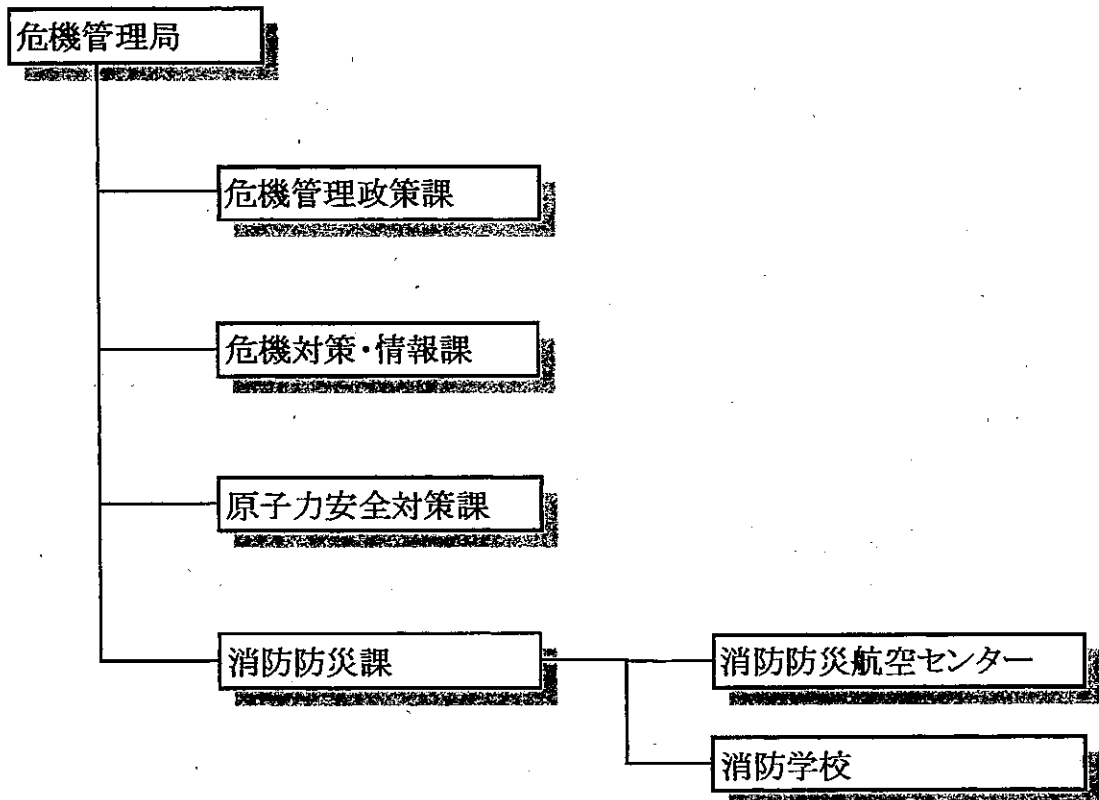 危機管理局
危機管理政策課
危機対策・情報課
原子力安全対策課
消防防災課
消防防災航空センター
消防学校